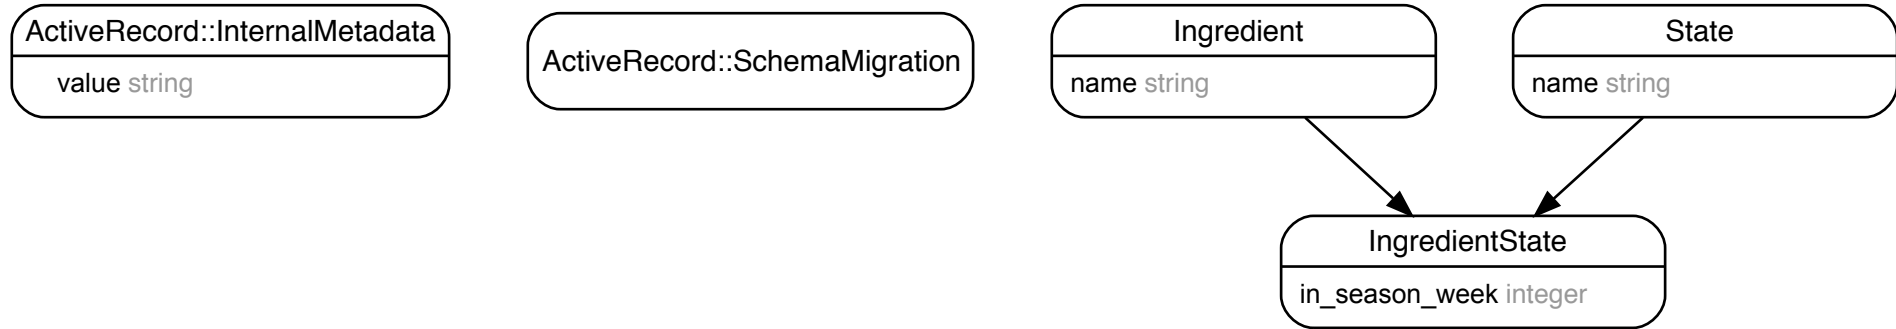 ActiveRecord::InternalMetadata
value string
ActiveRecord::SchemaMigration
Ingredient
name string
State
name string
IngredientState
in_season_week integer